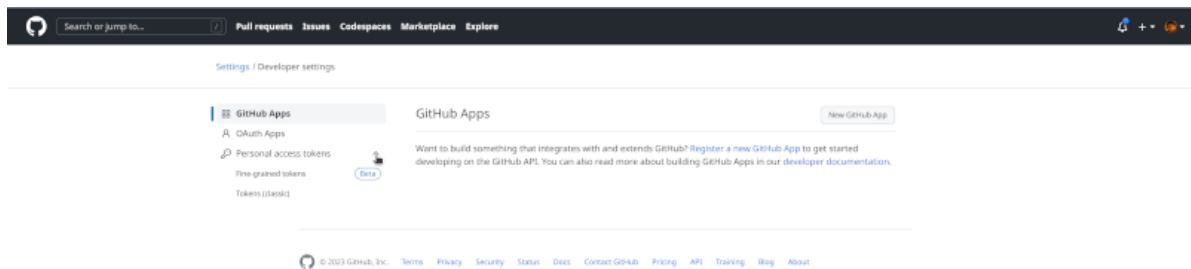 Search or jump to... /
Pull requests Issues Codespaces Marketplace Explore
Settings / Developer settings
GitHub Apps
OAuth Apps
Personal access tokens
Fine-grained tokens Beta
Tokens (classic)
GitHub Apps
New GitHub App
Want to build something that integrates with and extends GitHub? Register a new GitHub App to get started
developing on the GitHub API. You can also read more about building GitHub Apps in our developer documentation.
© 2023 GitHub, Inc. Terms Privacy Security Status Docs Contact GitHub Pricing API Training Blog About